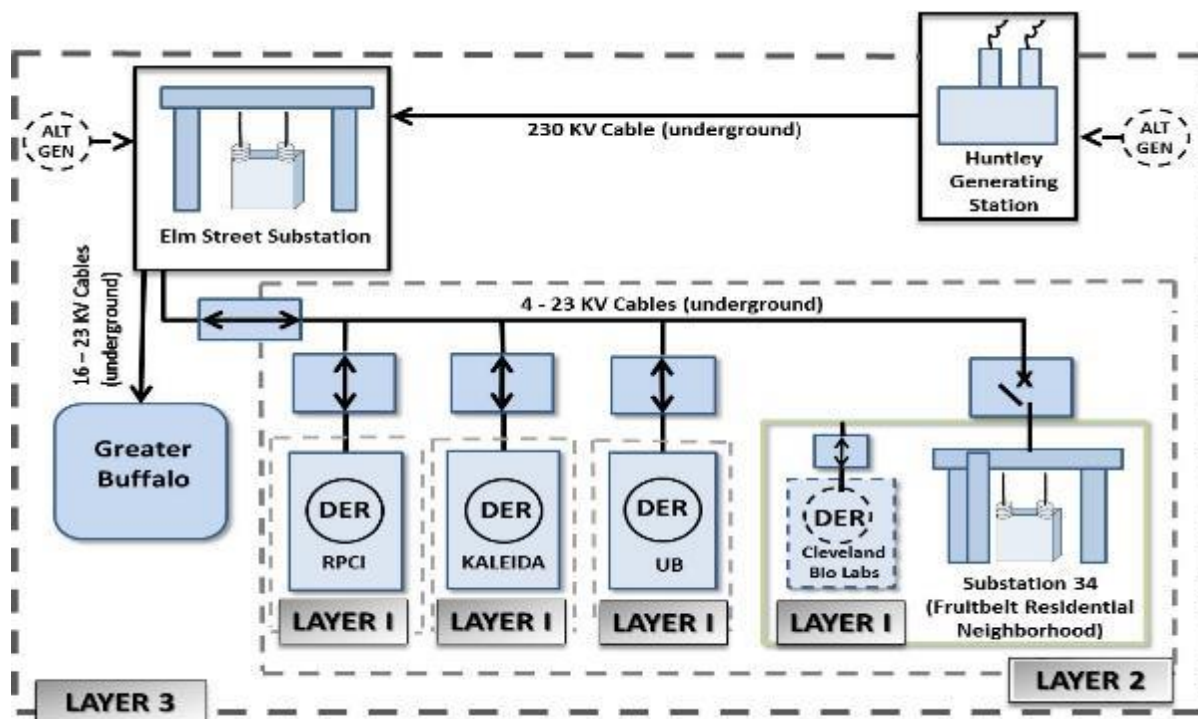 ALT
GEN
230 KV Cable (underground)
ALT
GEN
Huntley
Generating
Station
Elm Street Substation
16 – 23 KV Cables
(underground)
4 - 23 KV Cables (underground)
Greater
Buffalo
DER
RPCI
LAYER I
DER
KALEIDA
LAYER I
DER
UB
LAYER I
DER
Cleveland
Bio Labs
LAYER I
Substation 34
(Fruitbelt Residential
Neighborhood)
LAYER 2
LAYER 3